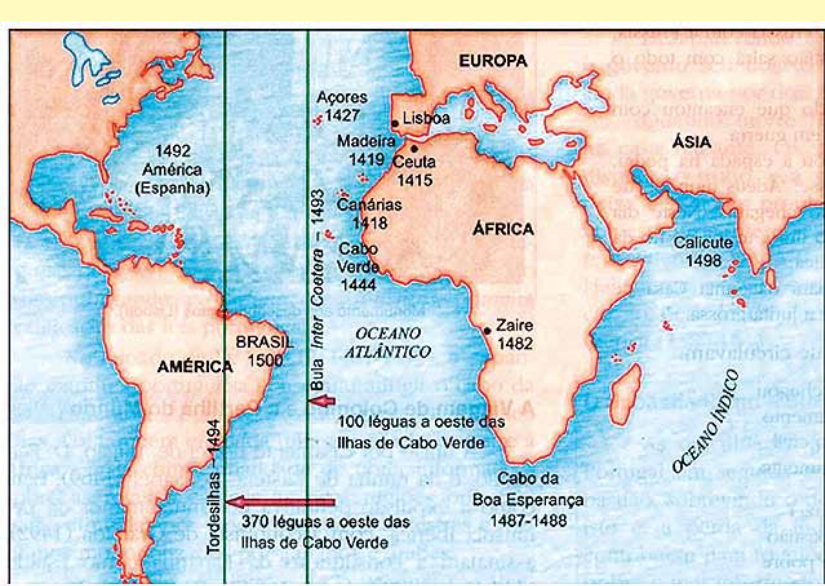 EUROPA
Açores
1427
Lisboa
Madeira
1419
Ceuta
1415
ÁSIA
1492
América
(Espanha)
Canárias
1418
ÁFRICA
Calicute
1498
Cabo
Verde
1444
Bula Inter Coetera – 1493
OCEANO
ATLÂNTICO
Zaire
1482
BRASIL
1500
AMÉRICA
OCEANO ÍNDICO
100 léguas a oeste das
Ilhas de Cabo Verde
Tordesilhas – 1494
Cabo da
Boa Esperança
1487-1488
370 léguas a oeste das
Ilhas de Cabo Verde